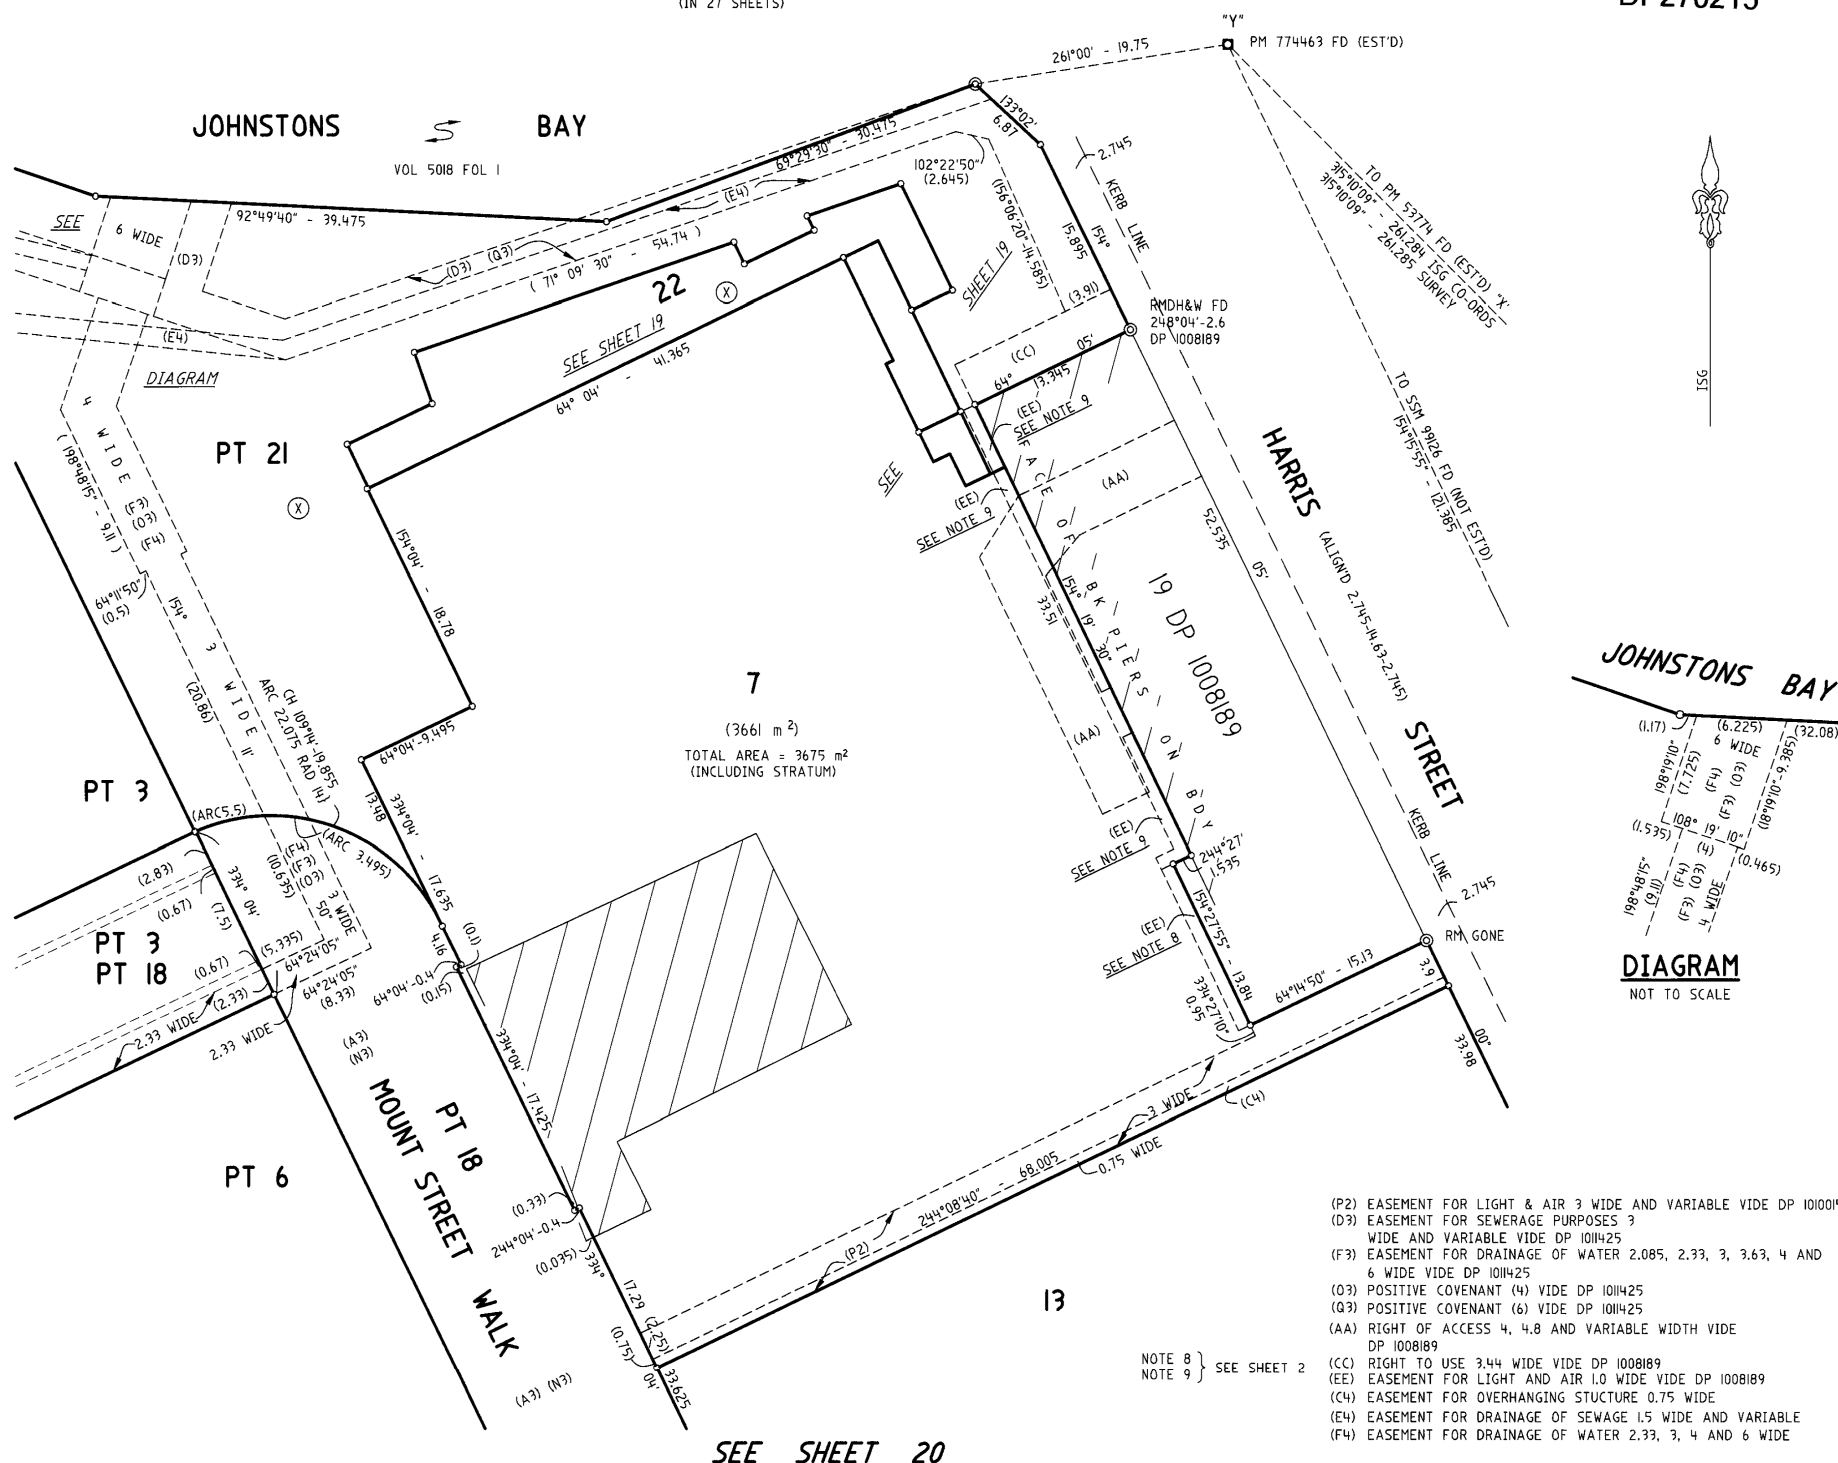 (IN 27 SHEETS)
"Y"
PM 774463 FD (EST'D)
261°00' - 19.75
JOHNSTONS BAY
VOL 5018 FOL 1
69°29'30" - 30.475
133°02'
6.87
2.745
KERB LINE
102°22'50"
(2.645)
(156°06'20"-14.585)
154°
15.895
TO PM 53774 FD (EST'D) "X"
315°10'09" - 261.284 ISG CO-ORDS
315°10'09" - 261.285 SURVEY
ISG
SEE
6 WIDE
(D3)
92°49'40" - 39.475
(E4)
(D3) (Q3)
( 71° 09' 30" - 54.74 )
22
(X)
SEE SHEET 19
SHEET 19
(3.91)
RMDH&W FD
248°04'-2.6
DP 1008189
(E4)
DIAGRAM
64° 04' - 41.365
(CC)
64° 05'
13.345
(EE)
SEE NOTE 9
TO SSM 99126 FD (NOT EST'D)
154°15'55" - 121.385
4 WIDE
(198°48'15" - 9.11 )
(F3)
(O3)
(F4)
PT 21
(X)
SEE
(EE)
SEE NOTE 9
(AA)
FACE OF BK PIERS ON BDY
52.535
05'
HARRIS STREET
(ALIGN'D 2.745-14.63-2.745)
64°11'50"
(0.5)
154° 11' 50"
3 WIDE
(20.86)
154°04' - 18.78
33.51
154° 19' 30"
19 DP 1008189
7
(3661 m²)
TOTAL AREA = 3675 m²
(INCLUDING STRATUM)
(AA)
CH 109°14'-19.855
ARC 22.075 RAD 14)
64°04'-9.495
334°04' - 17.635
13.48
4.16
PT 3
(ARC5.5)
(ARC 3.495)
(F4)
(F3)
(O3)
(10.635)
3 WIDE
(2.83)
(0.67)
334° 04'
(7.5)
(EE)
SEE NOTE 9
244°27'
1.535
KERB LINE
2.745
RM GONE
PT 3
PT 18
(5.335)
(0.67)
64°24'05"
64°24'05"
(8.33)
(2.33)
2.33 WIDE
2.33 WIDE
64°04'-0.4
(0.1)
(0.15)
(EE)
SEE NOTE 8
154°27'55" - 13.84
334°27'10"
0.95
64°14'50" - 15.13
3.9
00"
33.98
(A3)
(N3)
MOUNT STREET WALK
PT 18
334°04' - 17.425
3 WIDE
(C4)
0.75 WIDE
244°08'40" - 68.005
(P2)
PT 6
(0.33)
244°04'-0.4
(0.035)
334° 04'
17.29
(2.25)
(0.75)
33.625
(A3) (N3)
13
JOHNSTONS BAY
(1.17)
(6.225)
(32.08)
6 WIDE
198°19'10"
(7.725)
(F4)
(F3) (O3)
(18°19'10"-9.385)
(1.535)
108° 19' 10"
(4)
(0.465)
198°48'15"
(9.11)
(F4)
(F3) (O3)
4 WIDE
DIAGRAM
NOT TO SCALE
NOTE 8
NOTE 9
SEE SHEET 2
(P2) EASEMENT FOR LIGHT & AIR 3 WIDE AND VARIABLE VIDE DP
(D3) EASEMENT FOR SEWERAGE PURPOSES 3
WIDE AND VARIABLE VIDE DP 1011425
(F3) EASEMENT FOR DRAINAGE OF WATER 2.085, 2.33, 3, 3.63, 4 AND
6 WIDE VIDE DP 1011425
(O3) POSITIVE COVENANT (4) VIDE DP 1011425
(Q3) POSITIVE COVENANT (6) VIDE DP 1011425
(AA) RIGHT OF ACCESS 4, 4.8 AND VARIABLE WIDTH VIDE
DP 1008189
(CC) RIGHT TO USE 3.44 WIDE VIDE DP 1008189
(EE) EASEMENT FOR LIGHT AND AIR 1.0 WIDE VIDE DP 1008189
(C4) EASEMENT FOR OVERHANGING STUCTURE 0.75 WIDE
(E4) EASEMENT FOR DRAINAGE OF SEWAGE 1.5 WIDE AND VARIABLE
(F4) EASEMENT FOR DRAINAGE OF WATER 2.33, 3, 4 AND 6 WIDE
SEE SHEET 20